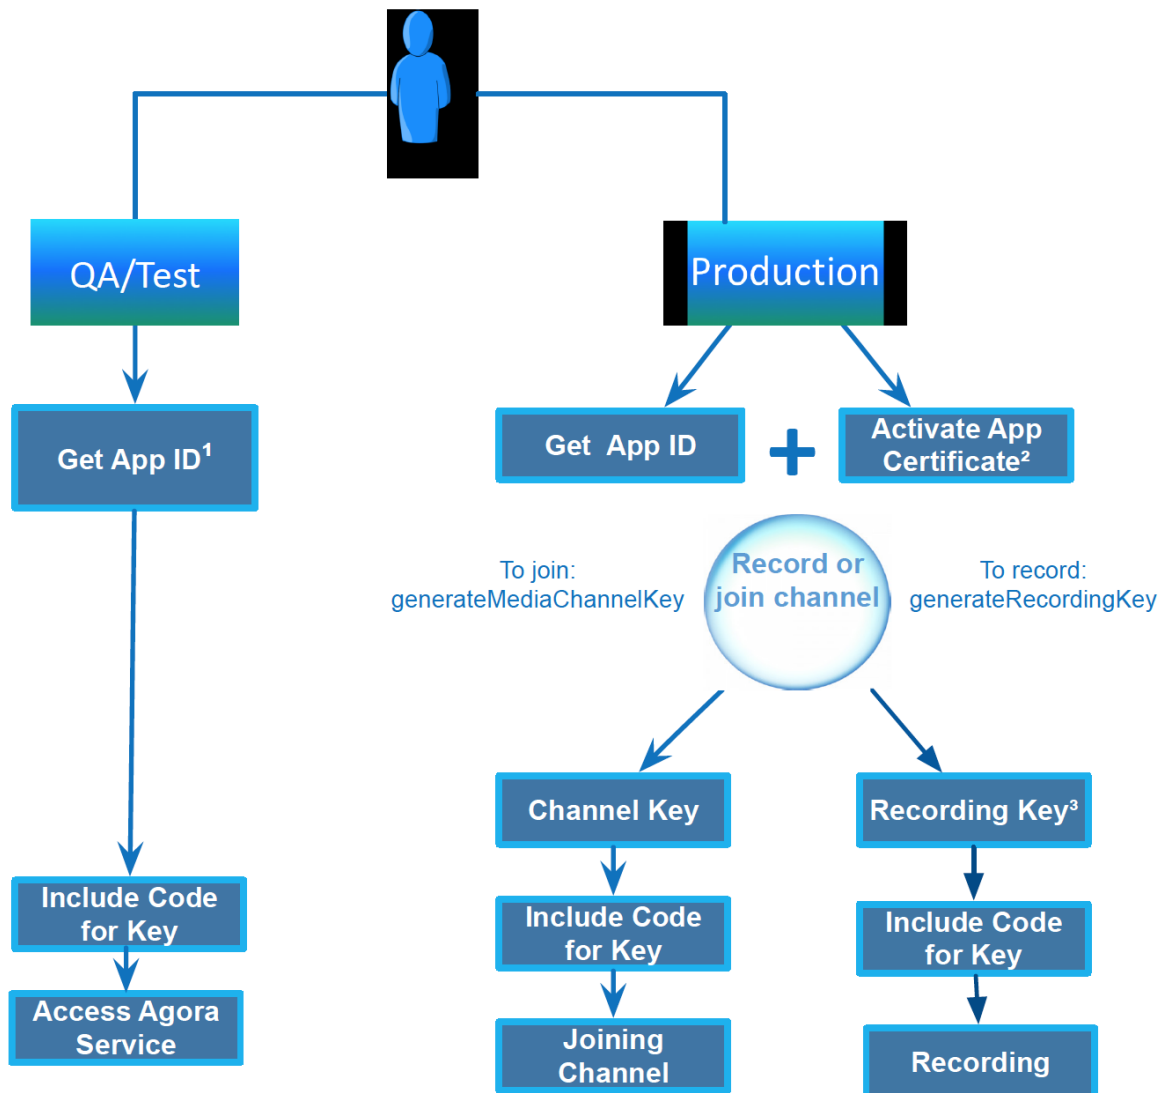 QA/Test
Production
Get App ID¹
Get App ID
+
Activate App
Certificate²
To join:
generateMediaChannelKey
Record or
join channel
To record:
generateRecordingKey
Channel Key
Recording Key³
Include Code
for Key
Include Code
for Key
Include Code
for Key
Access Agora
Service
Joining
Channel
Recording